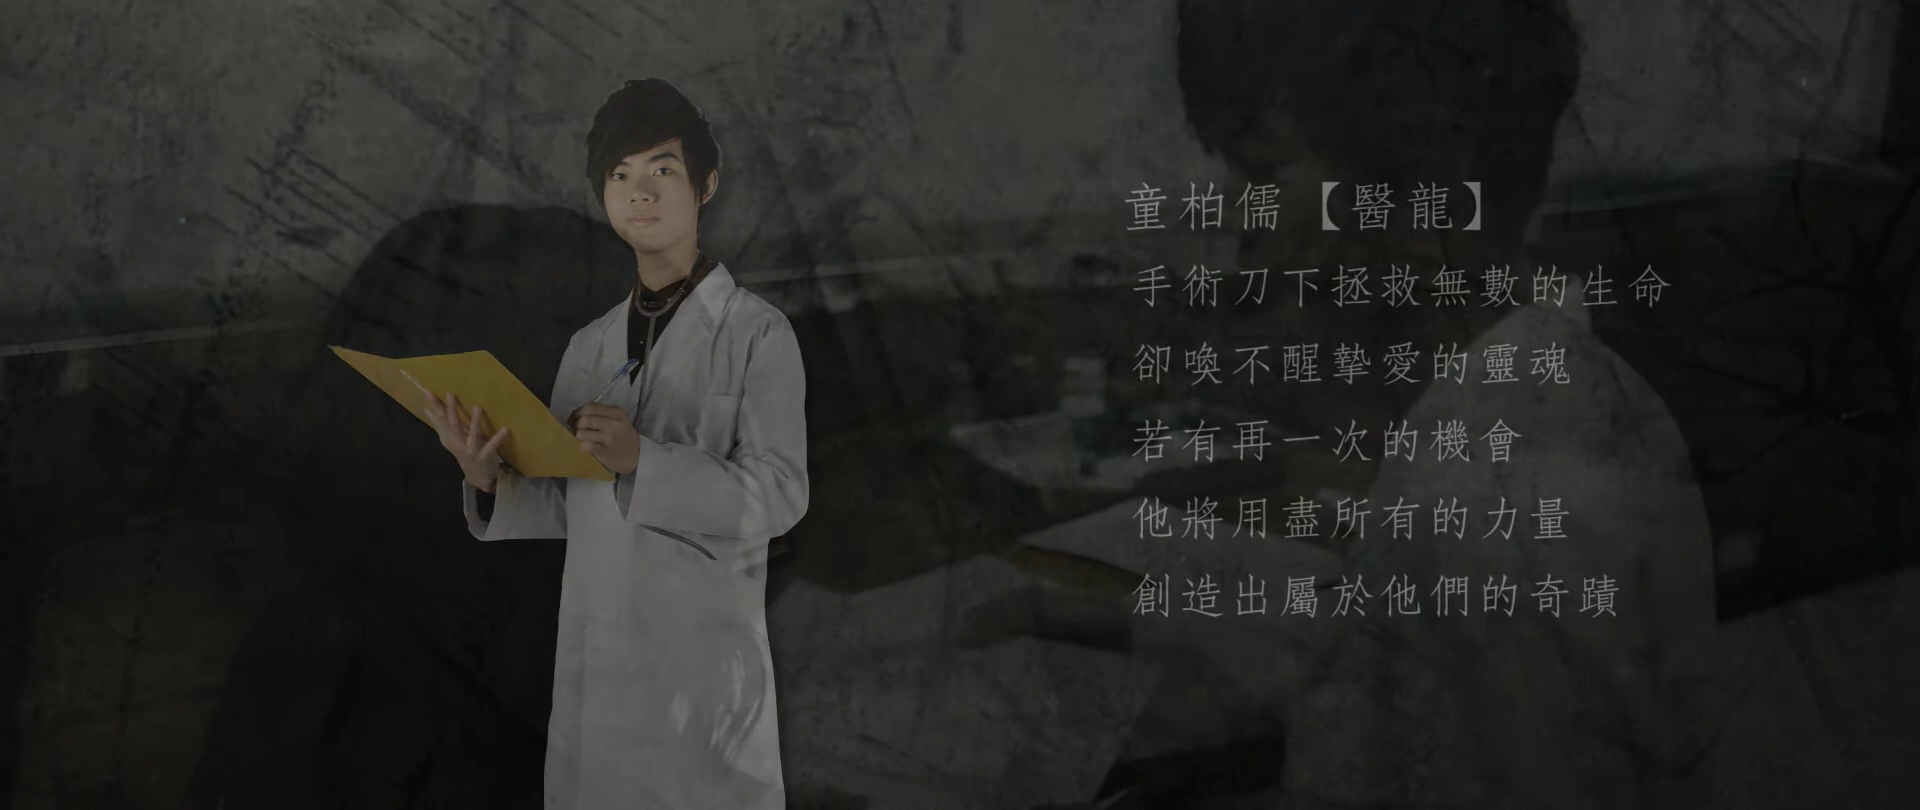 童柏儒【醫龍】
手術刀下拯救無數的生命
卻喚不醒摯愛的靈魂
若有再一次的機會
他將用盡所有的力量
創造出屬於他們的奇蹟